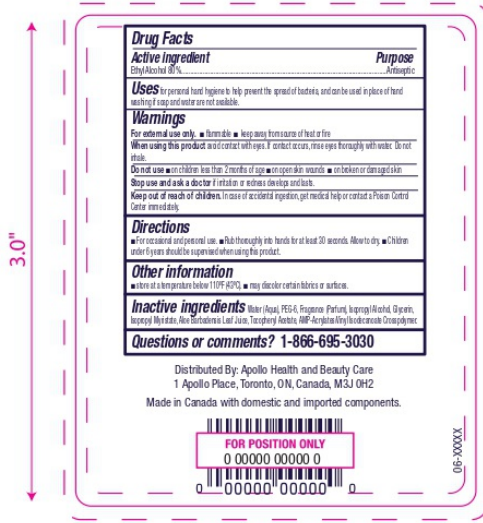 Drug Facts
Active ingredient Purpose
Ethyl Alcohol 80%......Antiseptic
Uses for personal hand hygiene to help prevent the spread of bacteria, and can be used in place of hand
washing if soap and water are not available.
Warnings
For external use only. ■ flammable ■ keep away from source of heat or fire
When using this product avoid contact with eyes. If contact occurs, rinse eyes thoroughly with water. Do not
inhale.
Do not use ■ on children less than 2 months of age ■ on open skin wounds ■ on broken or damaged skin
Stop use and ask a doctor if irritation or redness develops and lasts.
Keep out of reach of children. In case of accidental ingestion, get medical help or contact a Poison Control
Center immediately.
Directions
■ For occasional and personal use. ■ Rub thoroughly into hands for at least 30 seconds. Allow to dry. ■ Children
under 6 years should be supervised when using this product.
Other information
■ store at a temperature below 110ºF (43ºC). ■ may discolor certain fabrics or surfaces.
Inactive ingredients Water (Aqua), PEG-6, Fragrance (Parfum), Isopropyl Alcohol, Glycerin,
Isopropyl Myristate, Aloe Barbadensis Leaf Juice, Tocopheryl Acetate, AMP-Acrylates/Vinyl Isodecanoate Crosspolymer.
Questions or comments? 1-866-695-3030
Distributed By: Apollo Health and Beauty Care
1 Apollo Place, Toronto, ON, Canada, M3J 0H2
Made in Canada with domestic and imported components.
FOR POSITION ONLY
0 00000 00000 0
0 00000 00000 0
06-XXXXX
3.0"